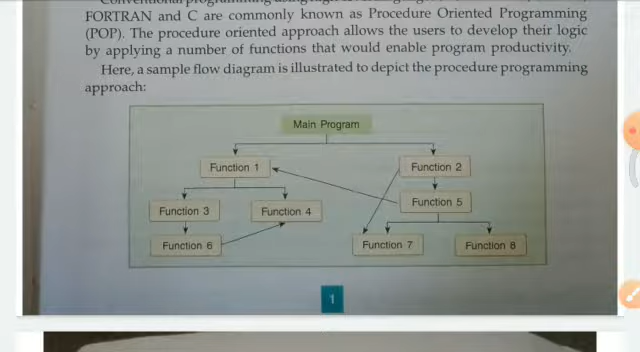 FORTRAN and C are commonly known as Procedure Oriented Programming
(POP). The procedure oriented approach allows the users to develop their logic
by applying a number of functions that would enable program productivity.
Here, a sample flow diagram is illustrated to depict the procedure programming
approach:
Main Program
Function 1
Function 2
Function 5
Function 3
Function 4
Function 6
Function 7
Function 8
1